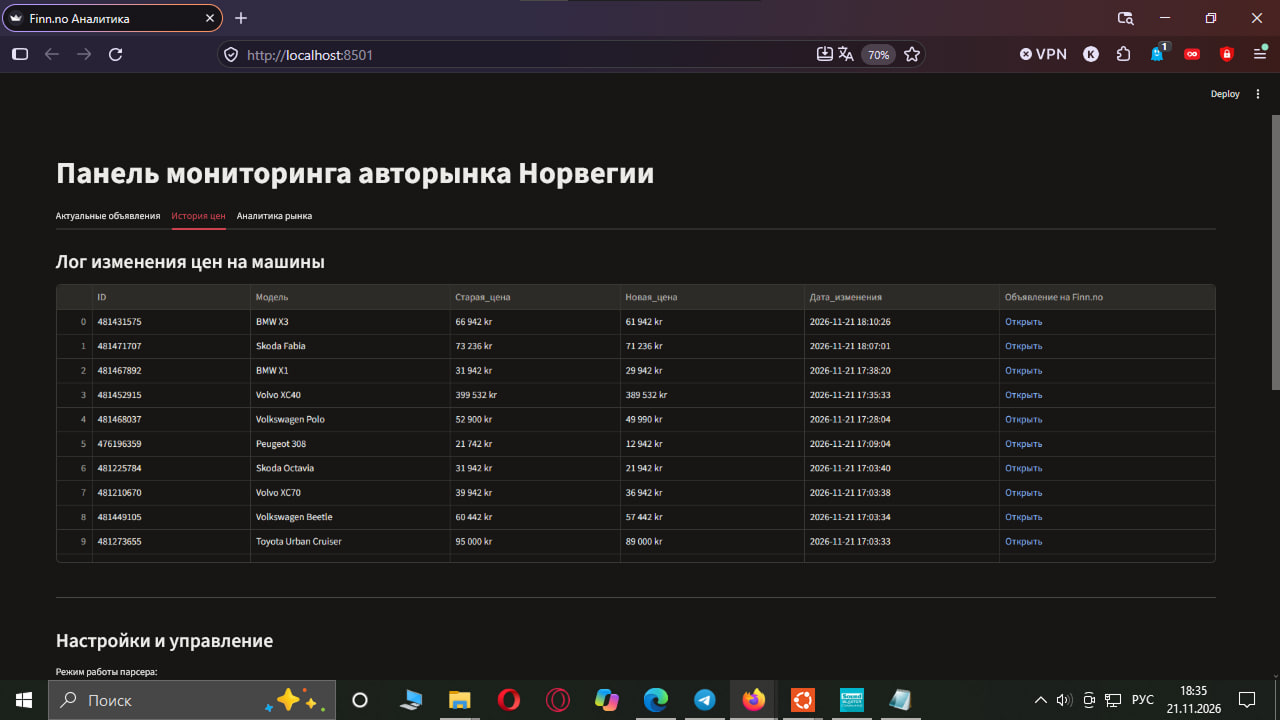 Finn.no Аналитика
http://localhost:8501
70%
VPN
K
1
Deploy
Панель мониторинга авторынка Норвегии
Актуальные объявления История цен Аналитика рынка
Лог изменения цен на машины
ID Модель Старая_цена Новая_цена Дата_изменения Объявление на Finn.no
0 481431575 BMW X3 66 942 kr 61 942 kr 2026-11-21 18:10:26 Открыть
1 481471707 Skoda Fabia 73 236 kr 71 236 kr 2026-11-21 18:07:01 Открыть
2 481467892 BMW X1 31 942 kr 29 942 kr 2026-11-21 17:38:20 Открыть
3 481452915 Volvo XC40 399 532 kr 389 532 kr 2026-11-21 17:35:33 Открыть
4 481468037 Volkswagen Polo 52 900 kr 49 990 kr 2026-11-21 17:28:04 Открыть
5 476196359 Peugeot 308 21 742 kr 12 942 kr 2026-11-21 17:09:04 Открыть
6 481225784 Skoda Octavia 31 942 kr 21 942 kr 2026-11-21 17:03:40 Открыть
7 481210670 Volvo XC70 39 942 kr 36 942 kr 2026-11-21 17:03:38 Открыть
8 481449105 Volkswagen Beetle 60 442 kr 57 442 kr 2026-11-21 17:03:34 Открыть
9 481273655 Toyota Urban Cruiser 95 000 kr 89 000 kr 2026-11-21 17:03:33 Открыть
Настройки и управление
Режим работы парсера:
Поиск
РУС
18:35
21.11.2026